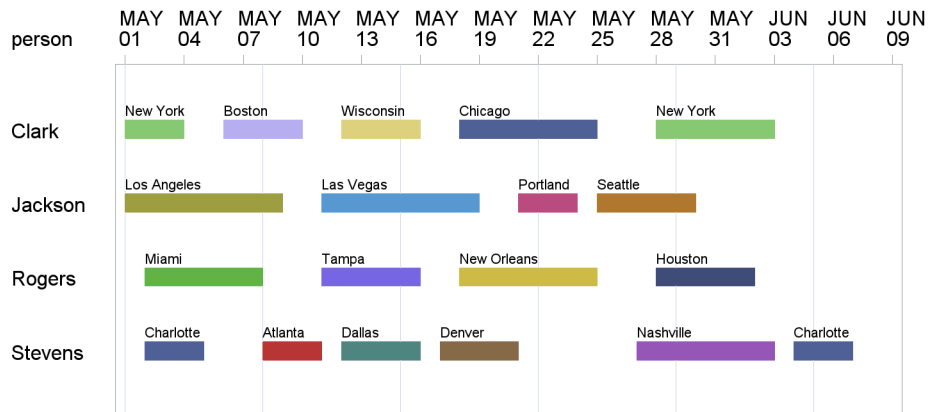 MAY MAY MAY MAY MAY MAY MAY MAY MAY MAY MAY JUN JUN JUN
person 01 04 07 10 13 16 19 22 25 28 31 03 06 09
New York Boston Wisconsin Chicago New York
Clark
Los Angeles Las Vegas Portland Seattle
Jackson
Miami Tampa New Orleans Houston
Rogers
Charlotte Atlanta Dallas Denver Nashville Charlotte
Stevens